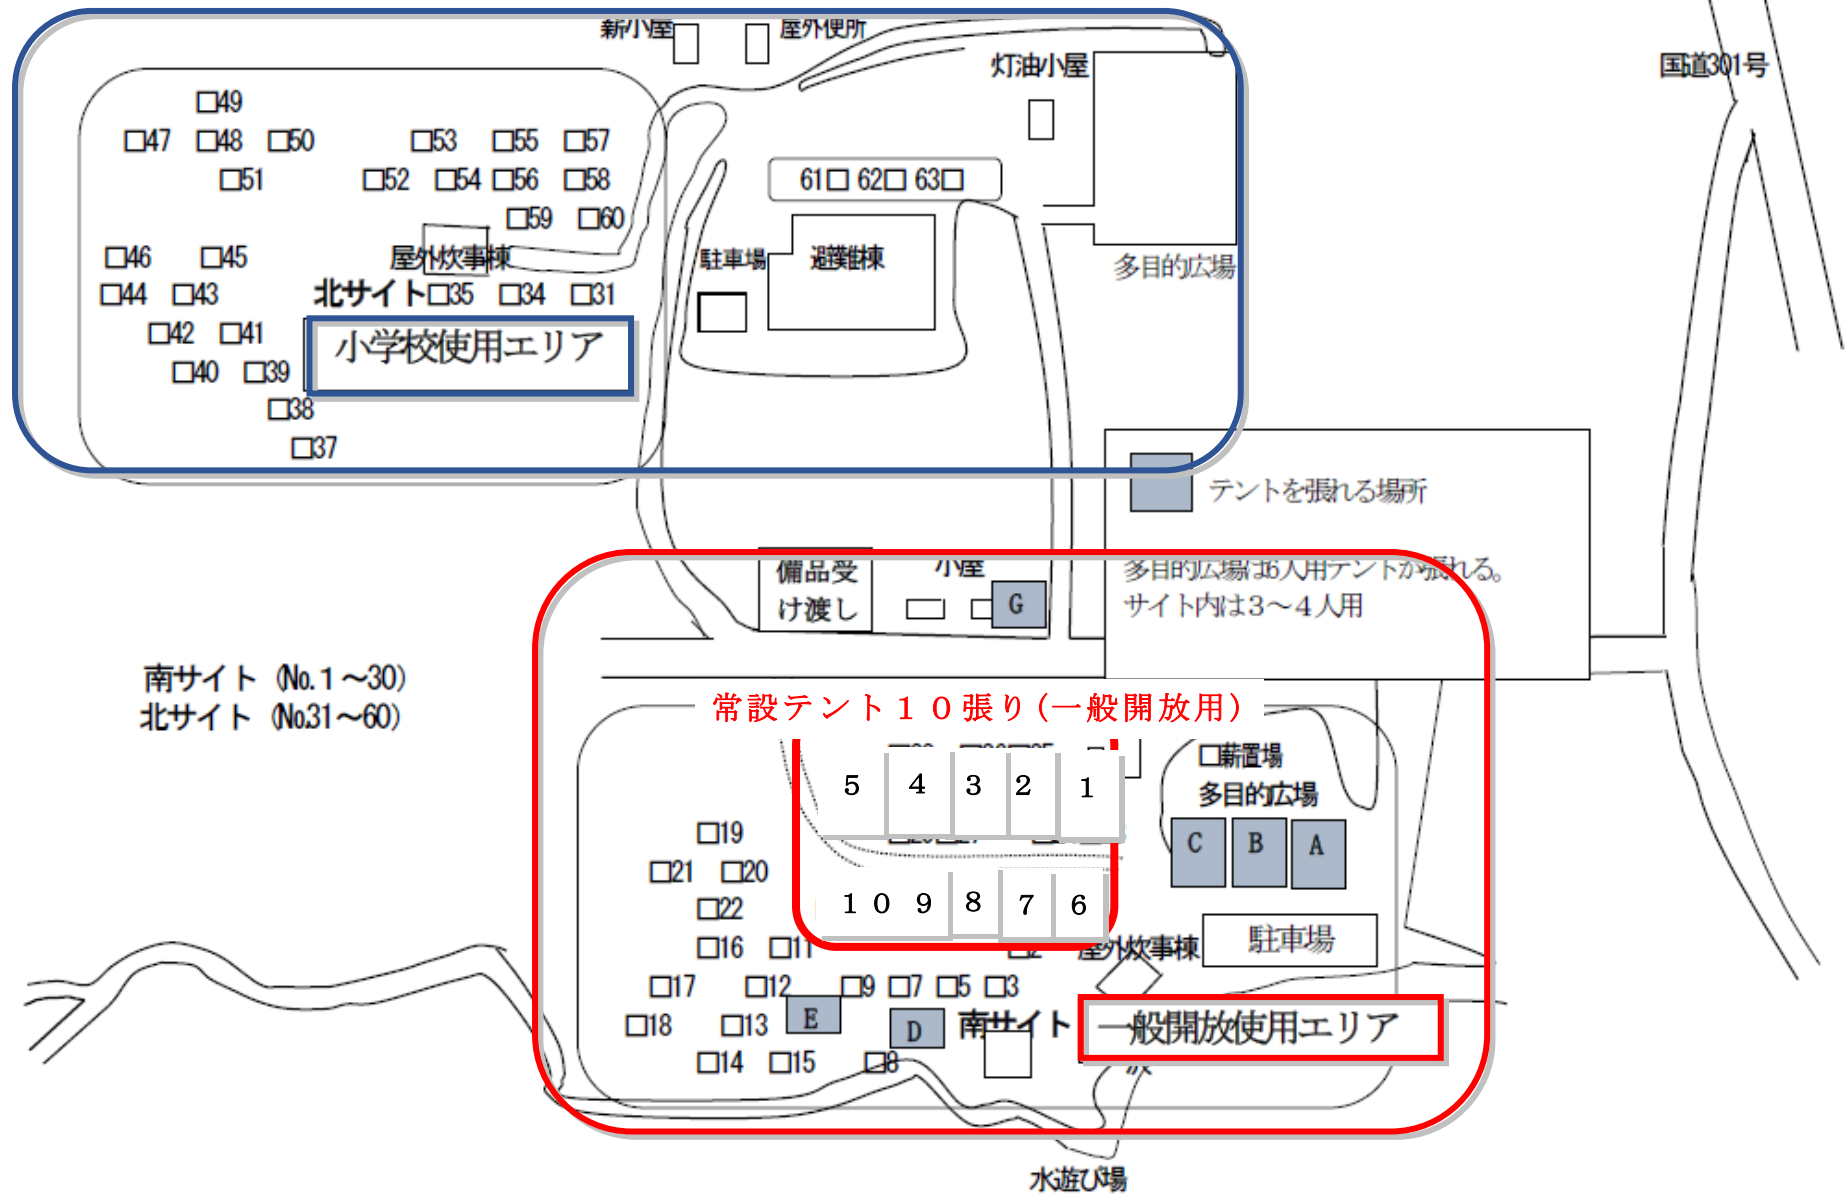 薪小屋
屋外便所
灯油小屋
国道301号
□49
□47 □48 □50 □53 □55 □57
□51 □52 □54 □56 □58
61□ 62□ 63□
□59 □60
□46 □45 屋外炊事棟
駐車場 避難棟
多目的広場
□44 □43 北サイト□35 □34 □31
□42 □41
小学校使用エリア
□40 □39
□38
□37
テントを張れる場所
備品受
け渡し
小屋
G
多目的広場は6人用テントが張れる。
サイト内は3～4人用
南サイト (No.1～30)
北サイト (No.31～60)
常設テント10張り(一般開放用)
□薪置場
多目的広場
5 4 3 2 1
□19
C B A
□21 □20
10 9 8 7 6
□22
□16 □11 屋外炊事棟
駐車場
□17 □12 □9 □7 □5 □3
□18 □13 E D 南サイト
一般開放使用エリア
□14 □15 □8
水遊び場